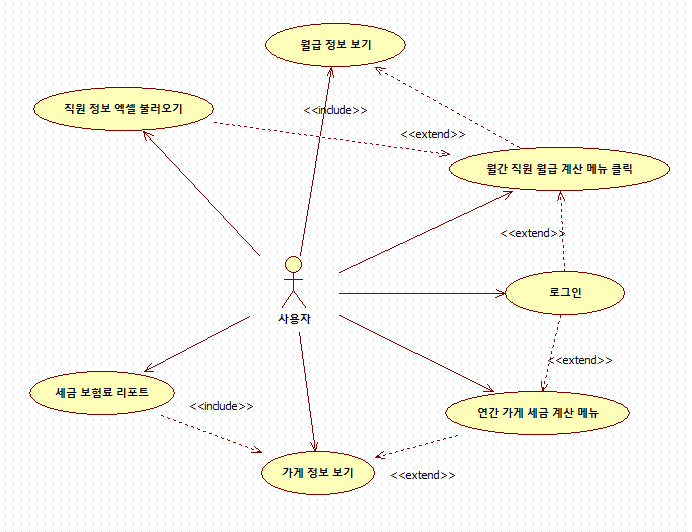 월급 정보 보기
직원 정보 엑셀 불러오기
<<include>>
<<extend>>
월간 직원 월급 계산 메뉴 클릭
<<extend>>
로그인
사용자
<<extend>>
세금 보험료 리포트
<<include>>
연간 가게 세금 계산 메뉴
가게 정보 보기
<<extend>>